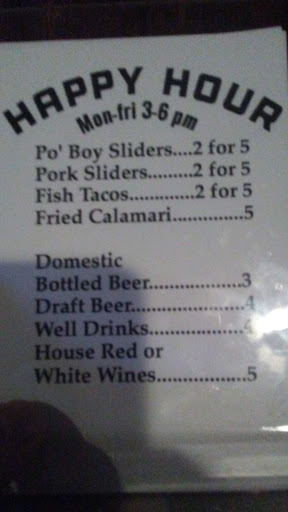 HAPPY HOUR
Mon-fri 3-6 pm
Po' Boy Sliders....2 for 5
Pork Sliders.........2 for 5
Fish Tacos.............2 for 5
Fried Calamari..............5
Domestic
Bottled Beer..................3
Draft Beer.......................4
Well Drinks...................4
House Red or
White Wines..................5